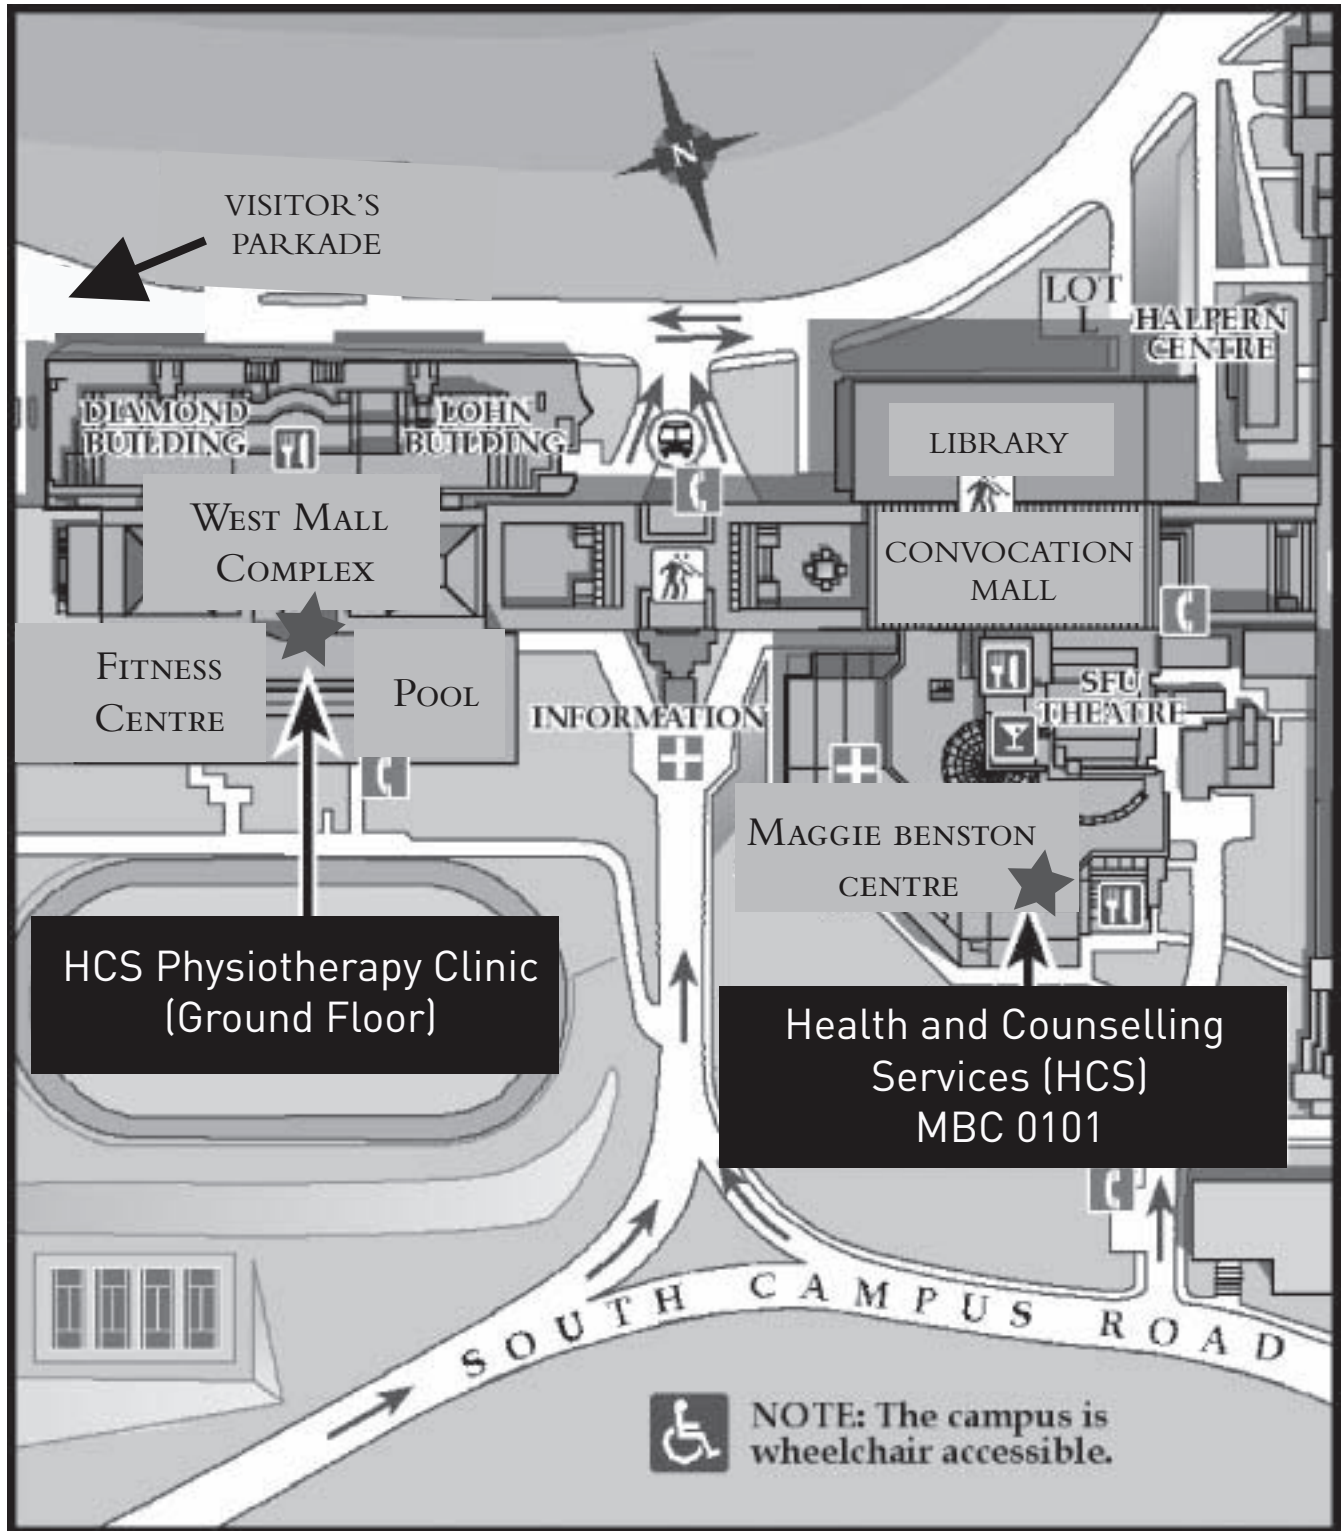 N
VISITOR'S
PARKADE
LOT
L
HALPERN
CENTRE
DIAMOND
BUILDING
LOHN
BUILDING
LIBRARY
WEST MALL
COMPLEX
CONVOCATION
MALL
FITNESS
CENTRE
POOL
INFORMATION
SFU
THEATRE
MAGGIE BENSTON
CENTRE
HCS Physiotherapy Clinic
(Ground Floor)
Health and Counselling
Services (HCS)
MBC 0101
SOUTH CAMPUS ROAD
NOTE: The campus is
wheelchair accessible.